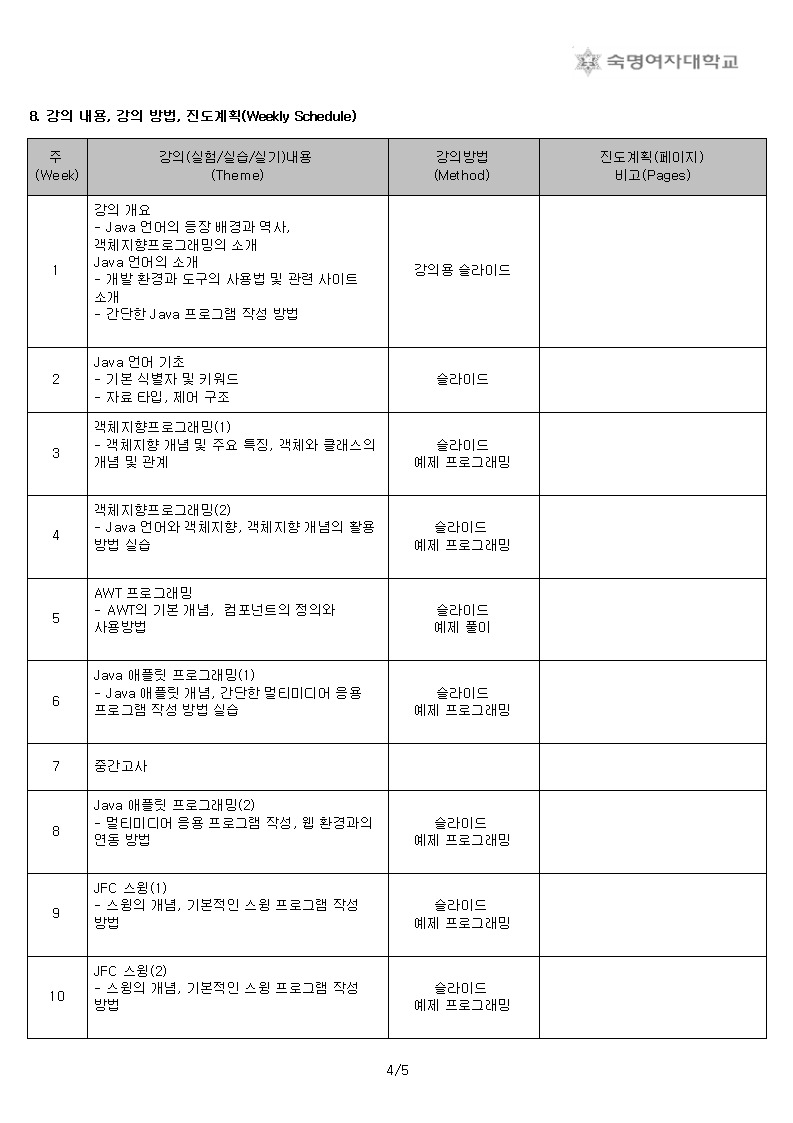 숙명여자대학교
8. 강의 내용, 강의 방법, 진도계획(Weekly Schedule)
주
(Week)
강의(실험/실습/실기)내용
(Theme)
강의방법
(Method)
진도계획(페이지)
비고(Pages)
1
강의 개요
- Java 언어의 등장 배경과 역사,
객체지향프로그래밍의 소개
Java 언어의 소개
- 개발 환경과 도구의 사용법 및 관련 사이트
소개
- 간단한 Java 프로그램 작성 방법
강의용 슬라이드
2
Java 언어 기초
- 기본 식별자 및 키워드
- 자료 타입, 제어 구조
슬라이드
3
객체지향프로그래밍(1)
- 객체지향 개념 및 주요 특징, 객체와 클래스의
개념 및 관계
슬라이드
예제 프로그래밍
4
객체지향프로그래밍(2)
- Java 언어와 객체지향, 객체지향 개념의 활용
방법 실습
슬라이드
예제 프로그래밍
5
AWT 프로그래밍
- AWT의 기본 개념, 컴포넌트의 정의와
사용방법
슬라이드
예제 풀이
6
Java 애플릿 프로그래밍(1)
- Java 애플릿 개념, 간단한 멀티미디어 응용
프로그램 작성 방법 실습
슬라이드
예제 프로그래밍
7
중간고사
8
Java 애플릿 프로그래밍(2)
- 멀티미디어 응용 프로그램 작성, 웹 환경과의
연동 방법
슬라이드
예제 프로그래밍
9
JFC 스윙(1)
- 스윙의 개념, 기본적인 스윙 프로그램 작성
방법
슬라이드
예제 프로그래밍
10
JFC 스윙(2)
- 스윙의 개념, 기본적인 스윙 프로그램 작성
방법
슬라이드
예제 프로그래밍
4/5